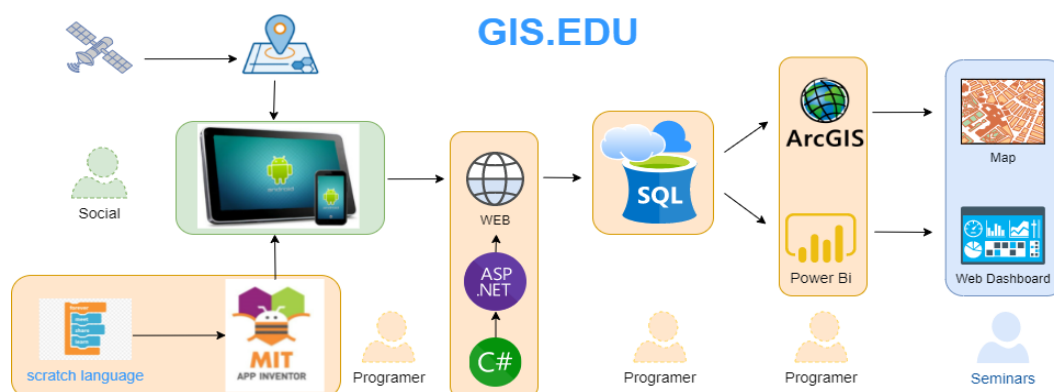 GIS.EDU
Social
android
WEB
ASP
.NET
C#
SQL
ArcGIS
Power Bi
Map
Web Dashboard
scratch language
MIT
APP INVENTOR
Programer
Programer
Programer
Seminars